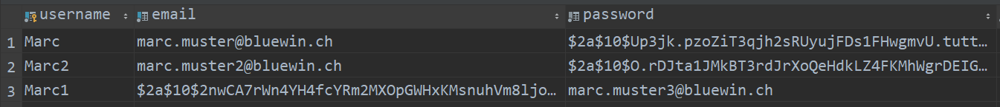 username email password
1 Marc marc.muster@bluewin.ch $2a$10$Up3jk.pzoZiT3qjh2sRUyujFDs1FHwgmvU.tutt…
2 Marc2 marc.muster2@bluewin.ch $2a$10$O.rDJta1JMkBT3rdJrXoQeHdkLZ4FKMhWgrDEIG…
3 Marc1 $2a$10$2nwCA7rWn4YH4fcYRm2MXOpGWHxKMsnuhVm8ljo… marc.muster3@bluewin.ch